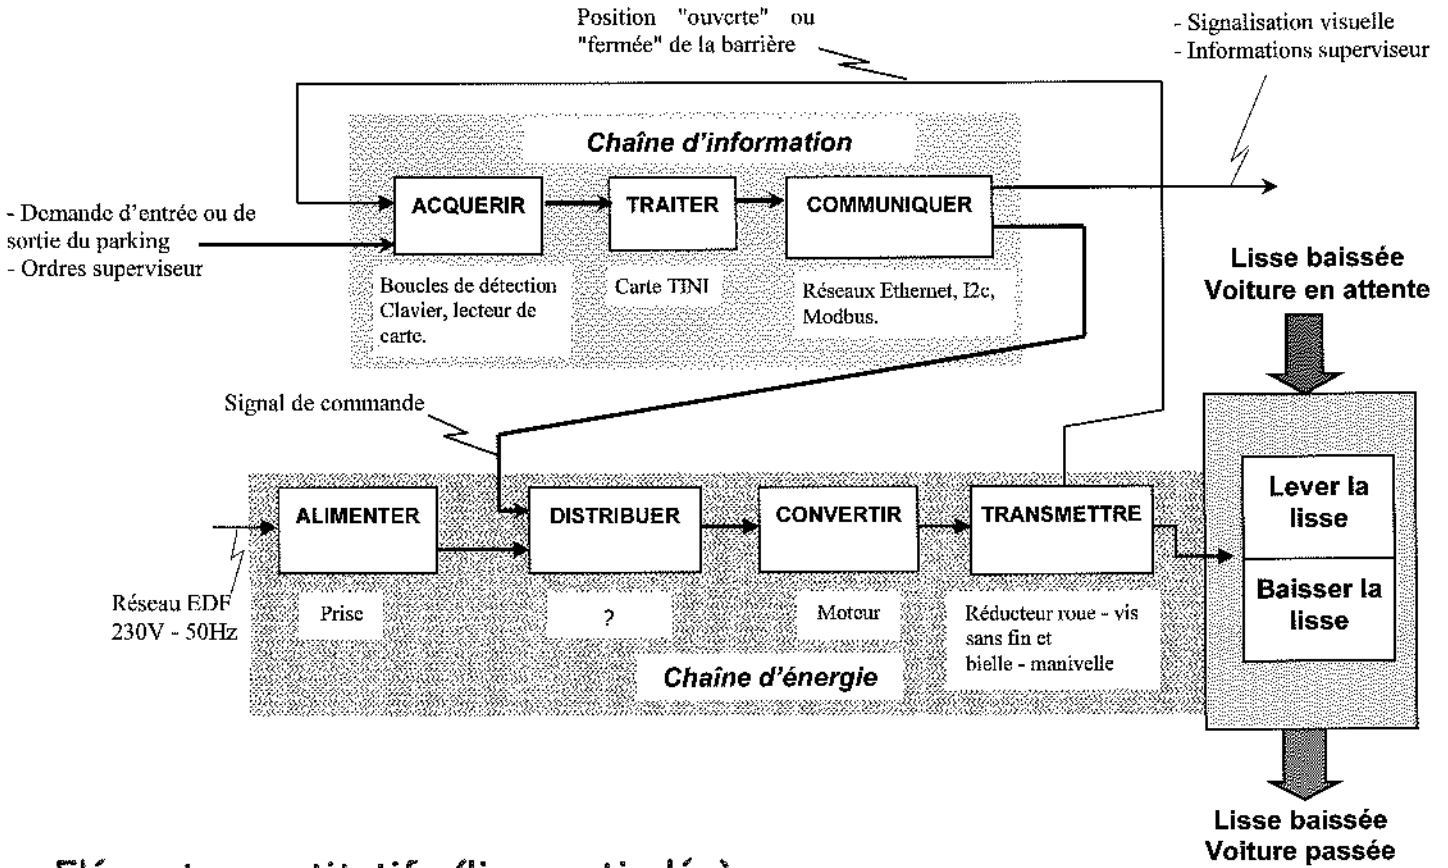 Position "ouverte" ou
"fermée" de la barrière
- Signalisation visuelle
- Informations superviseur
Chaîne d'information
ACQUERIR
TRAITER
COMMUNIQUER
- Demande d'entrée ou de
sortie du parking
- Ordres superviseur
Boucles de détection
Clavier, lecteur de
carte.
Carte TINI
Réseaux Ethernet, I2c,
Modbus.
Lisse baissée
Voiture en attente
Signal de commande
ALIMENTER
DISTRIBUER
CONVERTIR
TRANSMETTRE
Lever la
lisse
Baisser la
lisse
Réseau EDF
230V - 50Hz
Prise
?
Moteur
Réducteur roue - vis
sans fin et
bielle - manivelle
Chaîne d'énergie
Lisse baissée
Voiture passée